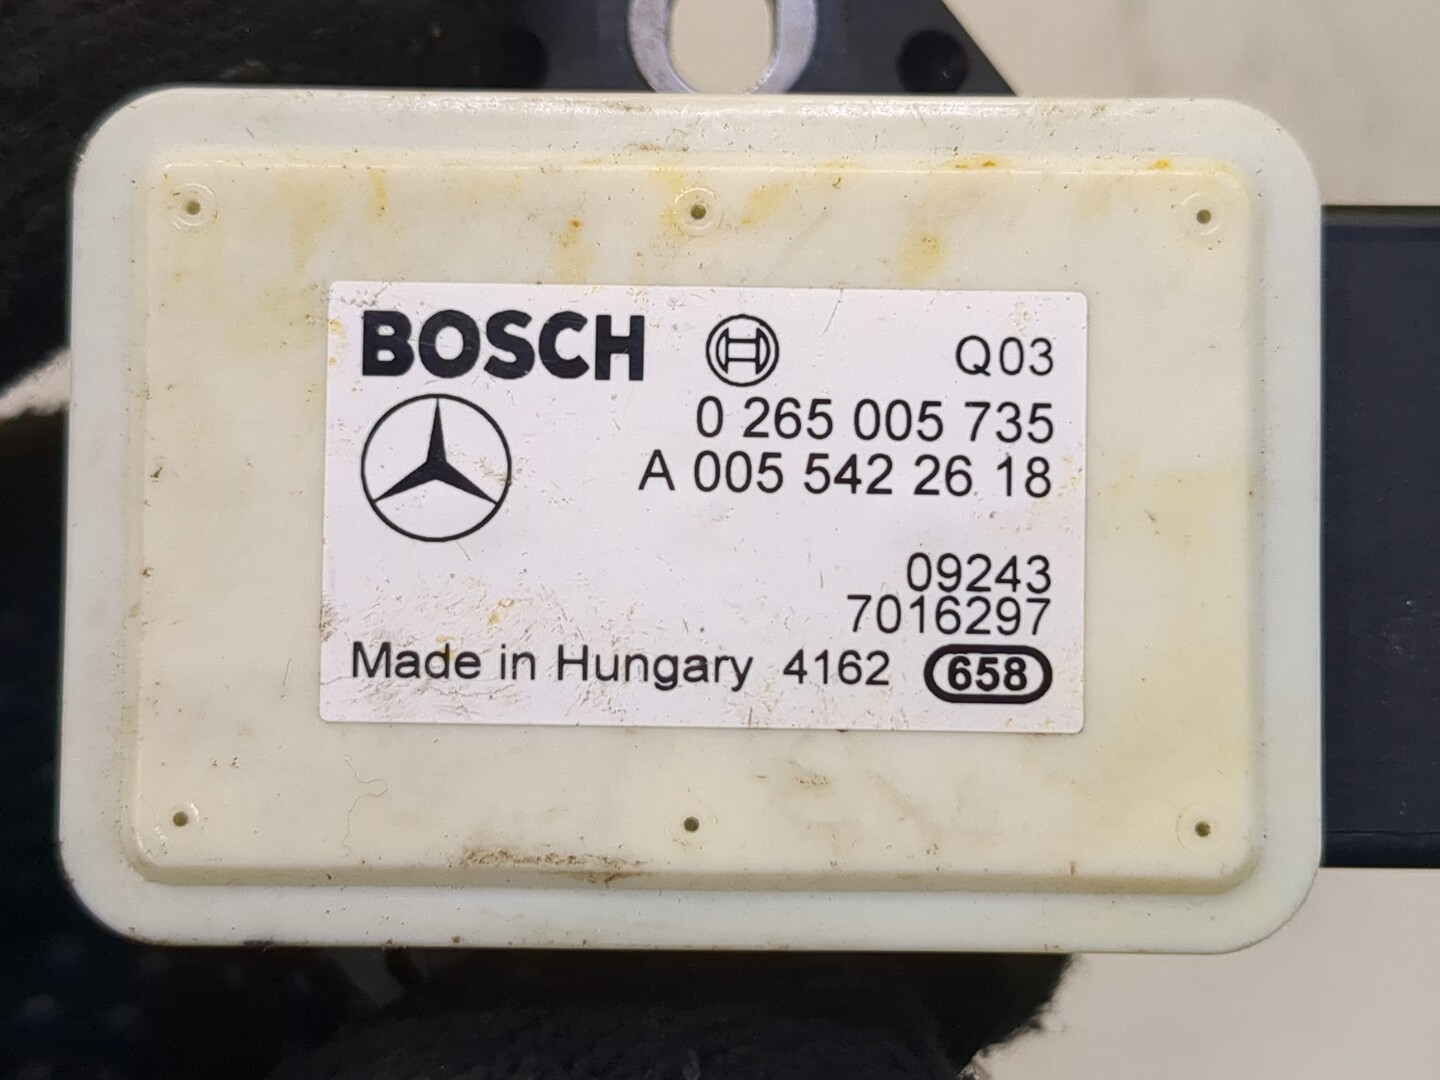 BOSCH Q03
0 265 005 735
A 005 542 26 18
09243
7016297
Made in Hungary 4162 658